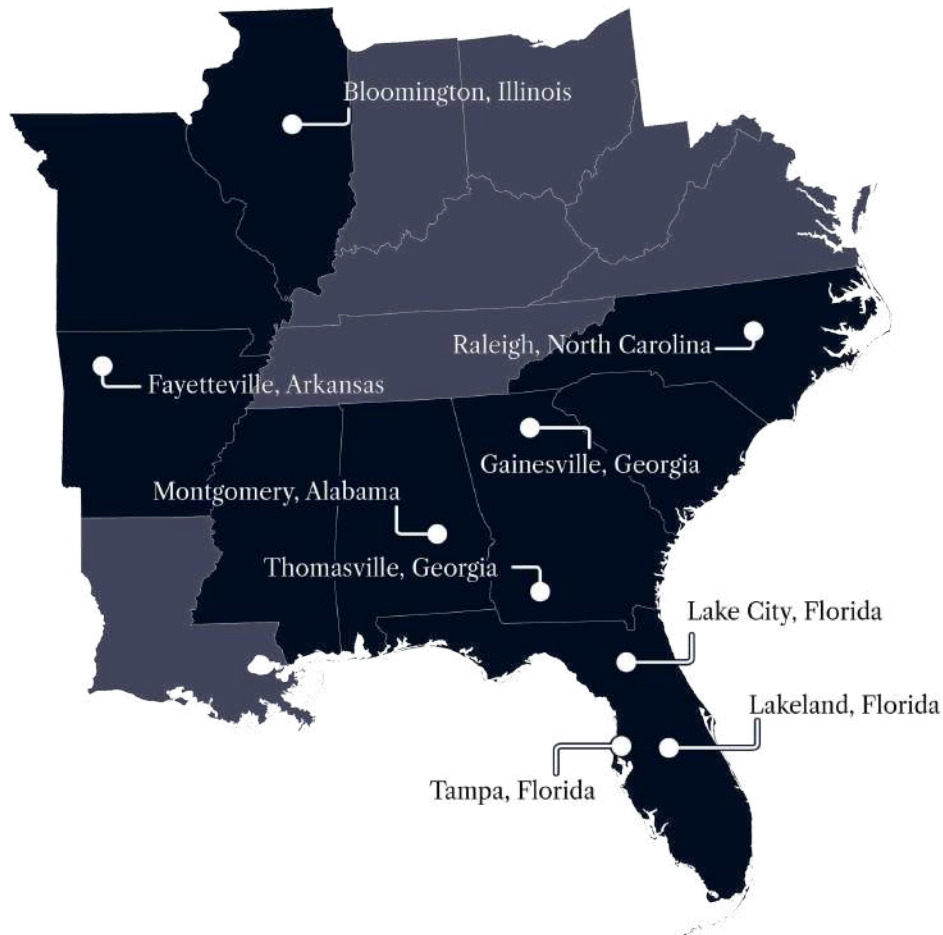 Bloomington, Illinois
Raleigh, North Carolina
Fayetteville, Arkansas
Gainesville, Georgia
Montgomery, Alabama
Thomasville, Georgia
Lake City, Florida
Lakeland, Florida
Tampa, Florida